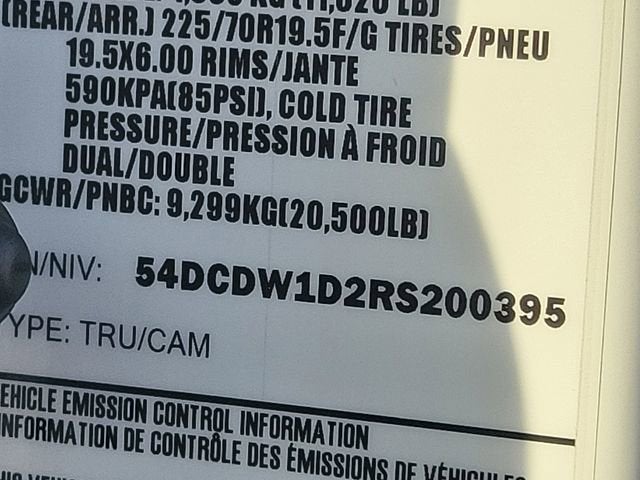 (REAR/ARR.) 225/70R19.5F/G TIRES/PNEU
19.5X6.00 RIMS/JANTE
590KPA(85PSI), COLD TIRE
PRESSURE/PRESSION À FROID
DUAL/DOUBLE
GCWR/PNBC: 9,299KG(20,500LB)
N/NIV: 54DCDW1D2RS200395
YPE: TRU/CAM
EHICLE EMISSION CONTROL INFORMATION
INFORMATION DE CONTRÔLE DES ÉMISSIONS DE VÉHICULES